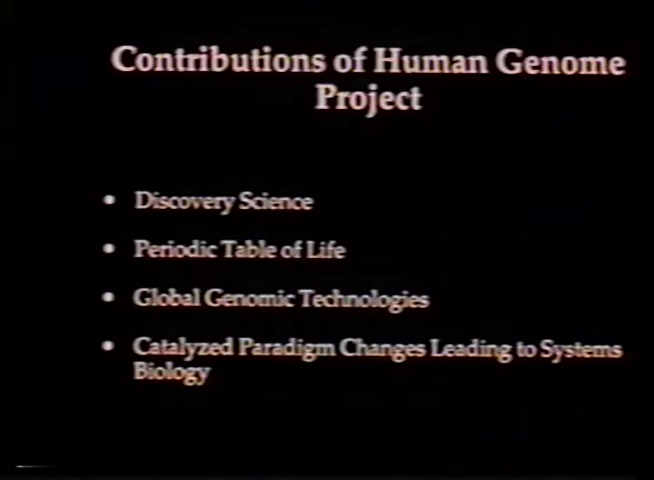 Contributions of Human Genome
Project
• Discovery Science
• Periodic Table of Life
• Global Genomic Technologies
• Catalyzed Paradigm Changes Leading to Systems
Biology